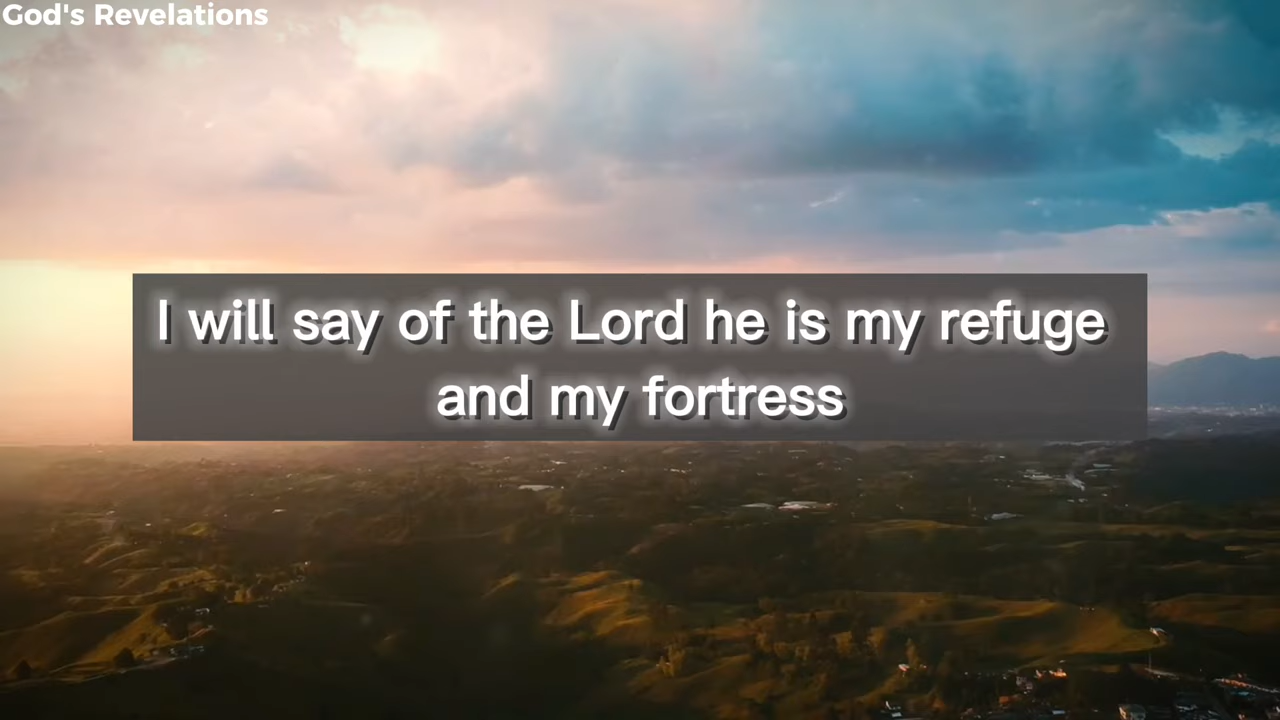 God's Revelations
I will say of the Lord he is my refuge
and my fortress